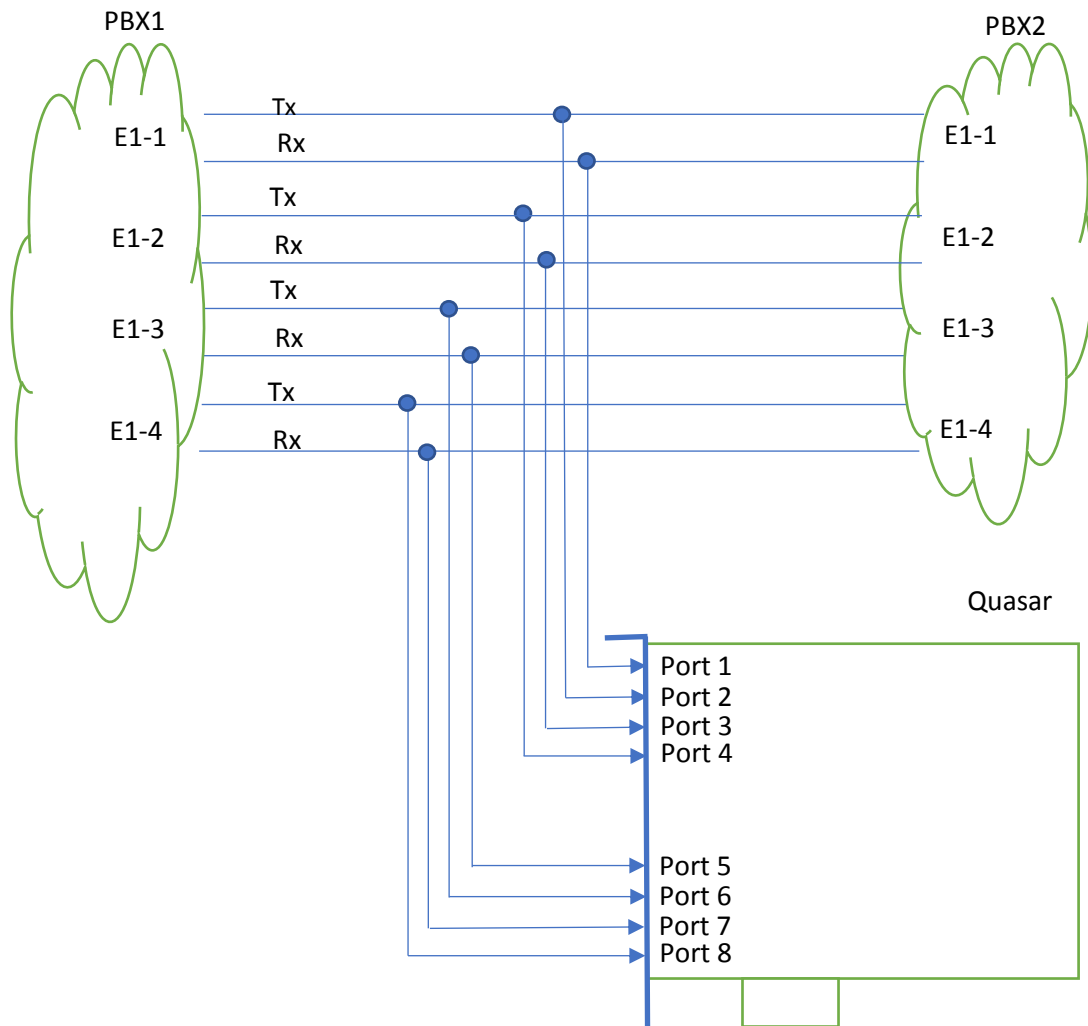 PBX1
PBX2
Tx
E1-1
E1-1
Rx
Tx
E1-2
E1-2
Rx
Tx
E1-3
E1-3
Rx
Tx
E1-4
E1-4
Rx
Quasar
Port 1
Port 2
Port 3
Port 4
Port 5
Port 6
Port 7
Port 8